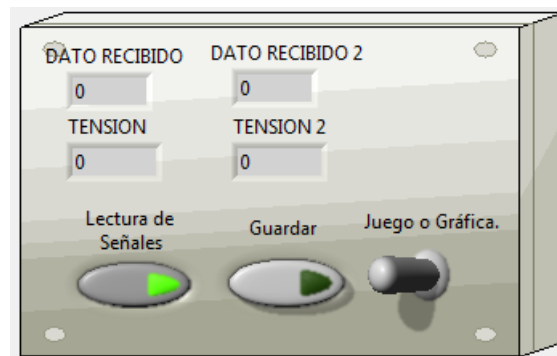 DATO RECIBIDO DATO RECIBIDO 2
0 0
TENSION TENSION 2
0 0
Lectura de
Señales Guardar Juego o Gráfica.